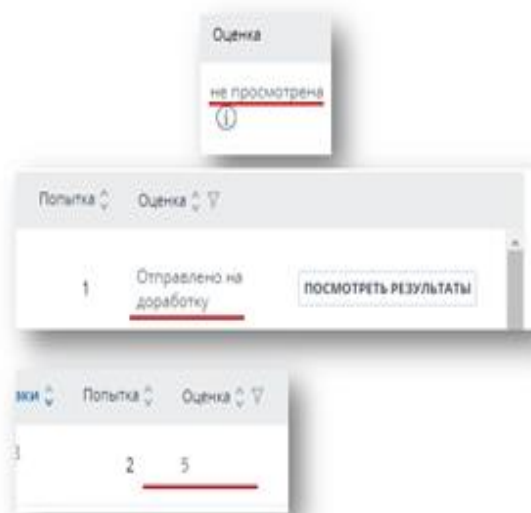 Оценка
не просмотрена
Попытка Оценка
1 Отправлено на
доработку ПОСМОТРЕТЬ РЕЗУЛЬТАТЫ
Попытка Оценка
2 5